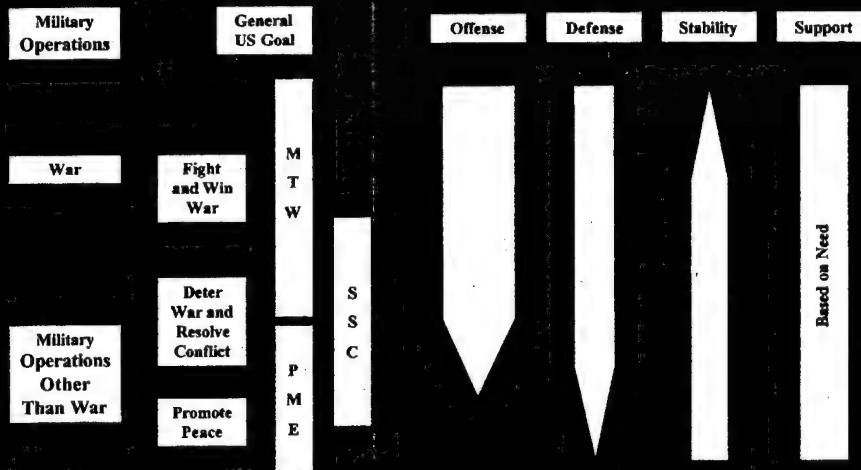 Military
Operations
General
US Goal
Offense
Defense
Stability
Support
War
Fight
and Win
War
M
T
W
Deter
War and
Resolve
Conflict
S
S
C
Military
Operations
Other
Than War
Promote
Peace
P
M
E
Based on Need